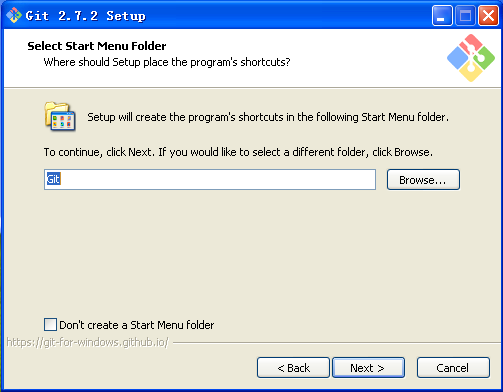 Git 2.7.2 Setup
Select Start Menu Folder
Where should Setup place the program's shortcuts?
Setup will create the program's shortcuts in the following Start Menu folder.
To continue, click Next. If you would like to select a different folder, click Browse.
Git
Browse...
Don't create a Start Menu folder
https://git-for-windows.github.io/
< Back
Next >
Cancel